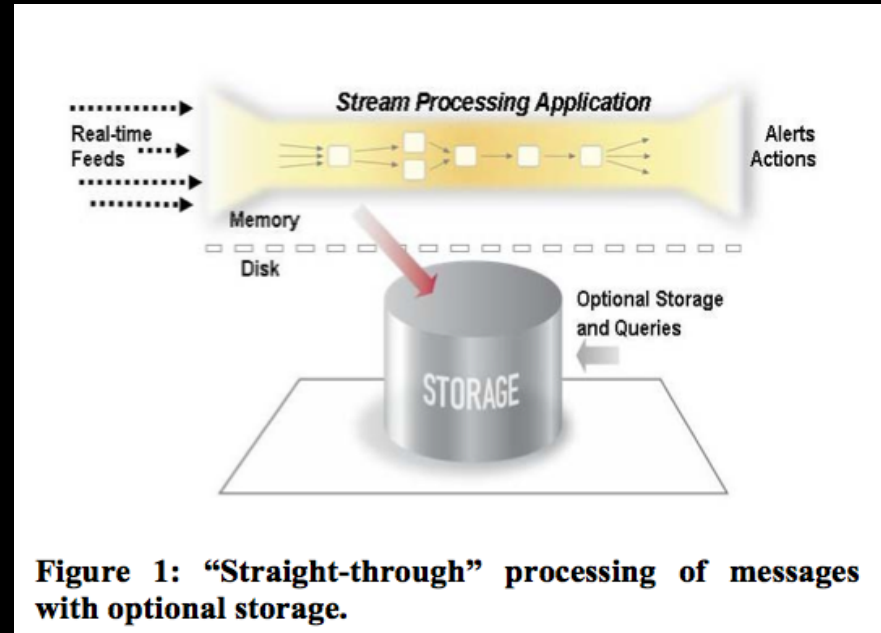 Stream Processing Application
Real-time
Feeds
Alerts
Actions
Memory
Disk
Optional Storage
and Queries
STORAGE
Figure 1: “Straight-through” processing of messages
with optional storage.